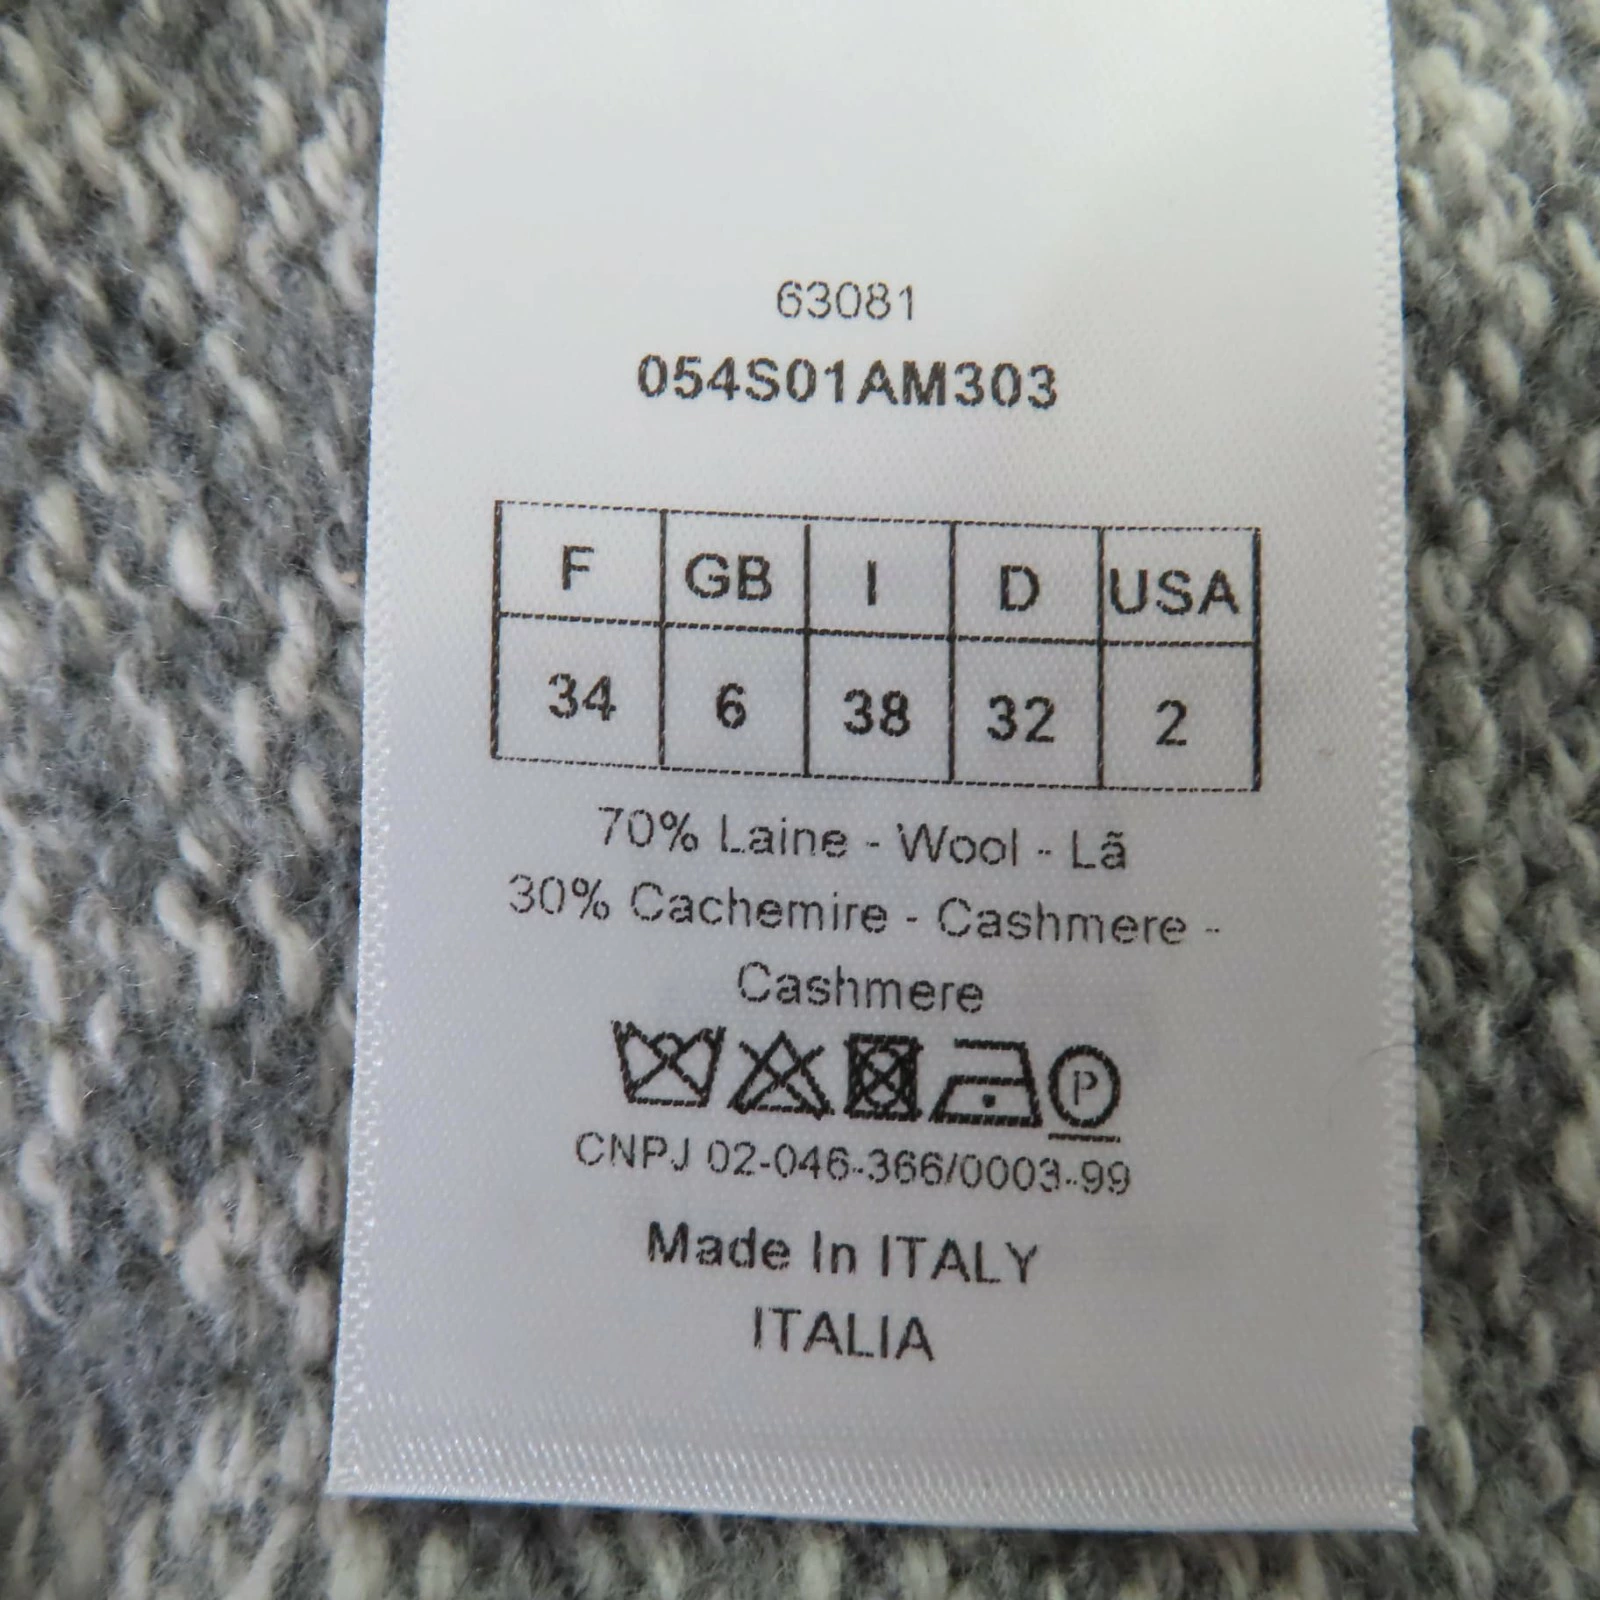 63081
054S01AM303
F GB I D USA
34 6 38 32 2
70% Laine - Wool - Lã
30% Cachemire - Cashmere -
Cashmere
P
CNPJ 02-046-366/0003-99
Made In ITALY
ITALIA